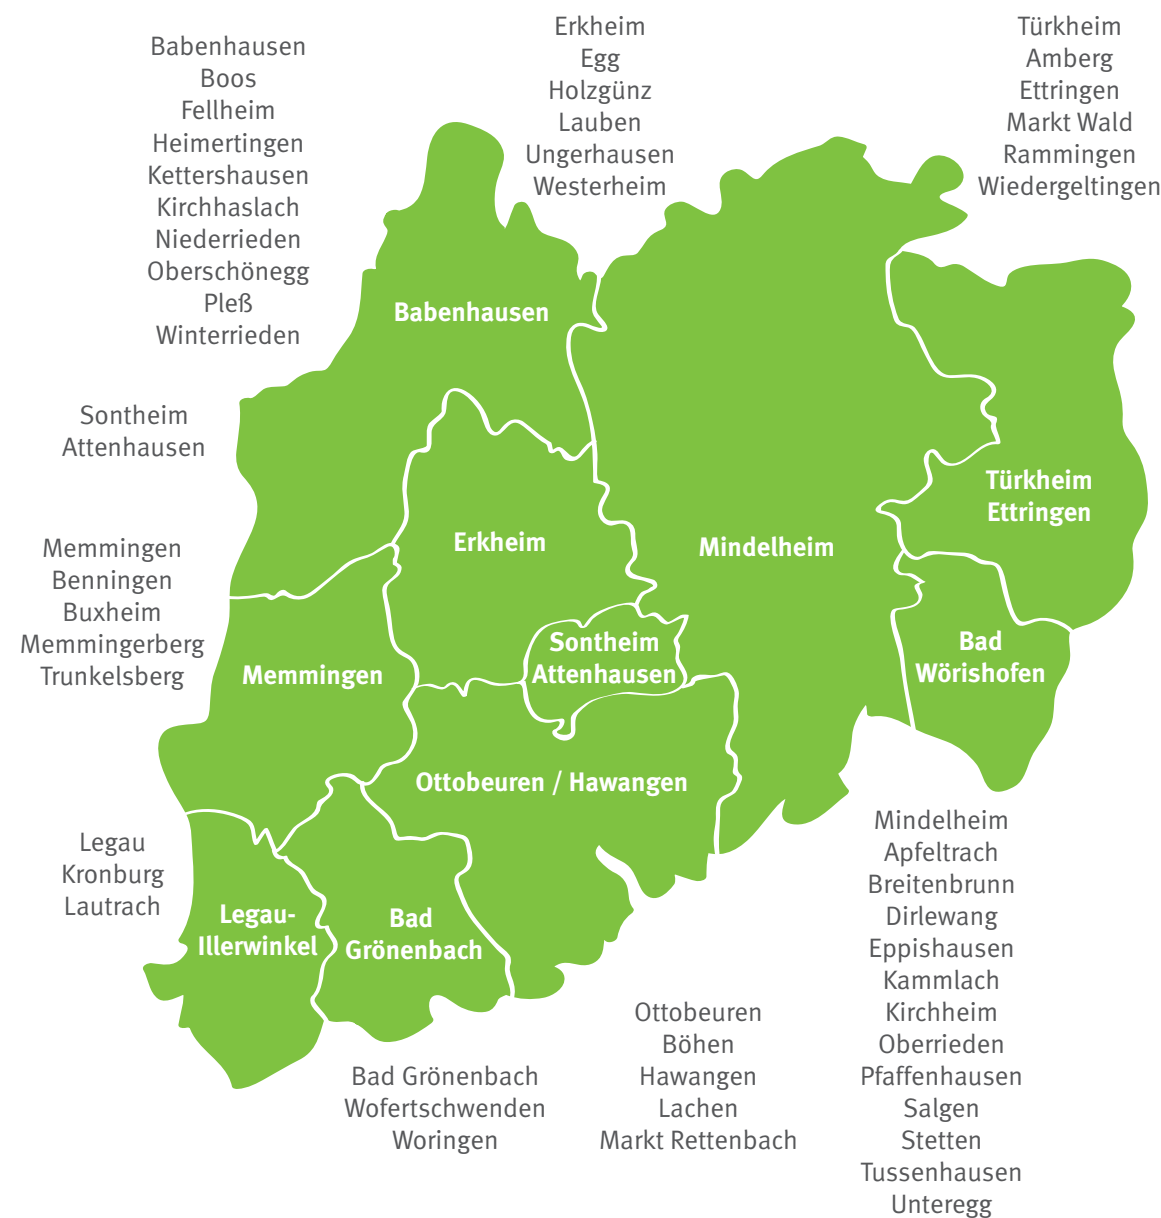 Babenhausen
Boos
Fellheim
Heimertingen
Kettershausen
Kirchhaslach
Niederrieden
Oberschönegg
Pleß
Winterrieden
Erkheim
Egg
Holzgünz
Lauben
Ungerhausen
Westerheim
Türkheim
Amberg
Ettringen
Markt Wald
Rammingen
Wiedergeltingen
Sontheim
Attenhausen
Memmingen
Benningen
Buxheim
Memmingerberg
Trunkelsberg
Legau
Kronburg
Lautrach
Babenhausen
Erkheim
Mindelheim
Türkheim
Ettringen
Sontheim
Attenhausen
Bad
Wörishofen
Memmingen
Ottobeuren / Hawangen
Legau-
Illerwinkel
Bad
Grönenbach
Bad Grönenbach
Wofertschwenden
Woringen
Ottobeuren
Böhen
Hawangen
Lachen
Markt Rettenbach
Mindelheim
Apfeltrach
Breitenbrunn
Dirlewang
Eppishausen
Kammlach
Kirchheim
Oberrieden
Pfaffenhausen
Salgen
Stetten
Tussenhausen
Unteregg